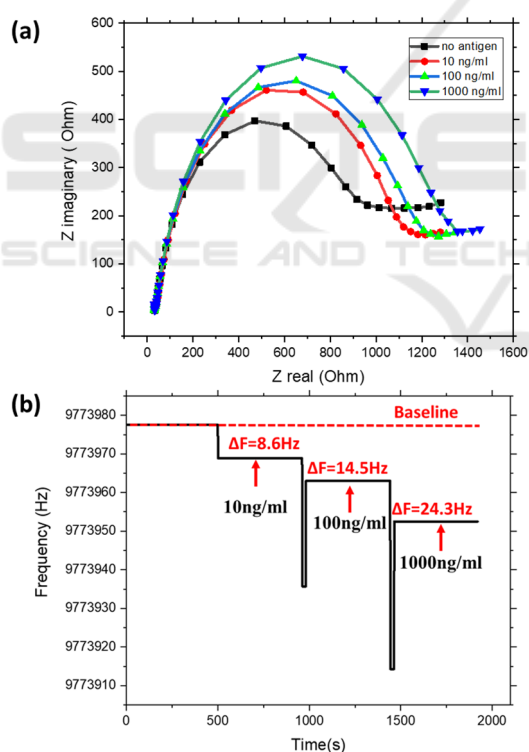 (a)
600
500
400
300
200
100
0
Z imaginary ( Ohm)
no antigen
10 ng/ml
100 ng/ml
1000 ng/ml
SCIENCE AND TECH
0 200 400 600 800 1000 1200 1400 1600
Z real (Ohm)
(b)
9773980
9773970
9773960
9773950
9773940
9773930
9773920
9773910
Frequency (Hz)
Baseline
ΔF=8.6Hz
ΔF=14.5Hz
ΔF=24.3Hz
10ng/ml
100ng/ml
1000ng/ml
0 500 1000 1500 2000
Time(s)